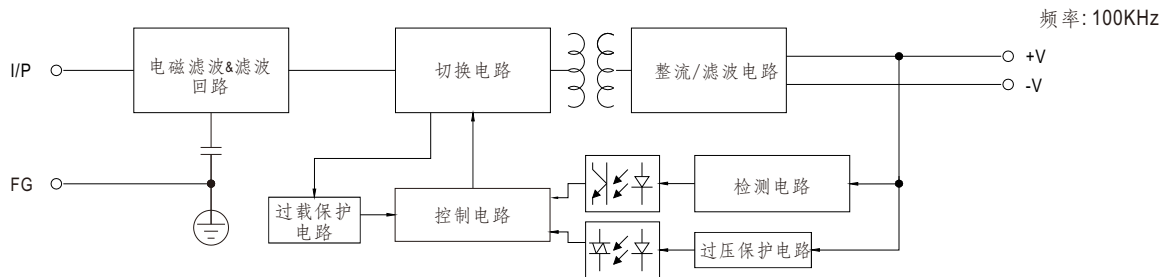 频率: 100KHz
I/P
电磁滤波&滤波
回路
切换电路
整流/滤波电路
+V
-V
FG
过载保护
电路
控制电路
检测电路
过压保护电路